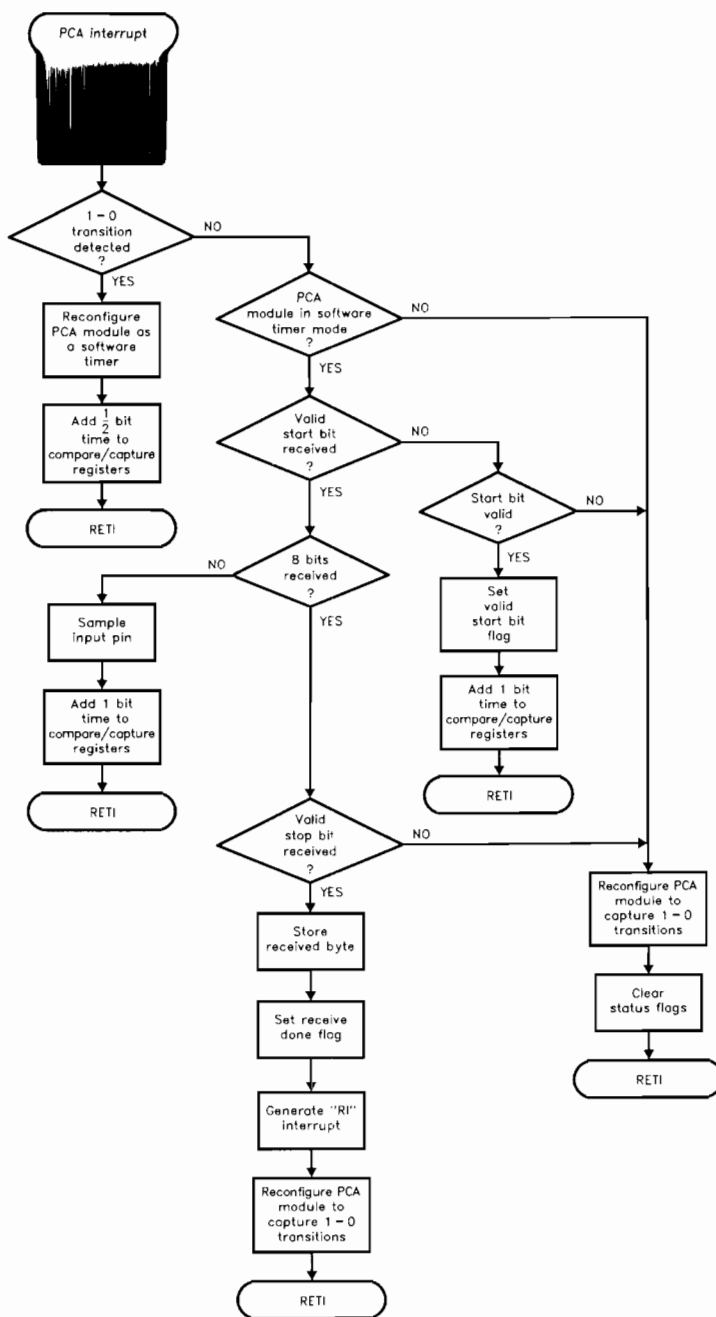 PCA interrupt
1-0
transition
detected
?
NO
YES
Reconfigure
PCA module as
a software
timer
Add 1/2 bit
time to
compare/capture
registers
RETI
PCA
module in software
timer mode
?
NO
YES
Valid
start bit
received
?
NO
YES
Start bit
valid
?
NO
YES
Set
valid
start bit
flag
Add 1 bit
time to
compare/capture
registers
RETI
8 bits
received
?
NO
YES
Sample
input pin
Add 1 bit
time to
compare/capture
registers
RETI
Valid
stop bit
received
?
NO
YES
Store
received byte
Set receive
done flag
Generate "RI"
interrupt
Reconfigure PCA
module to
capture 1-0
transitions
RETI
Reconfigure PCA
module to
capture 1-0
transitions
Clear
status flags
RETI